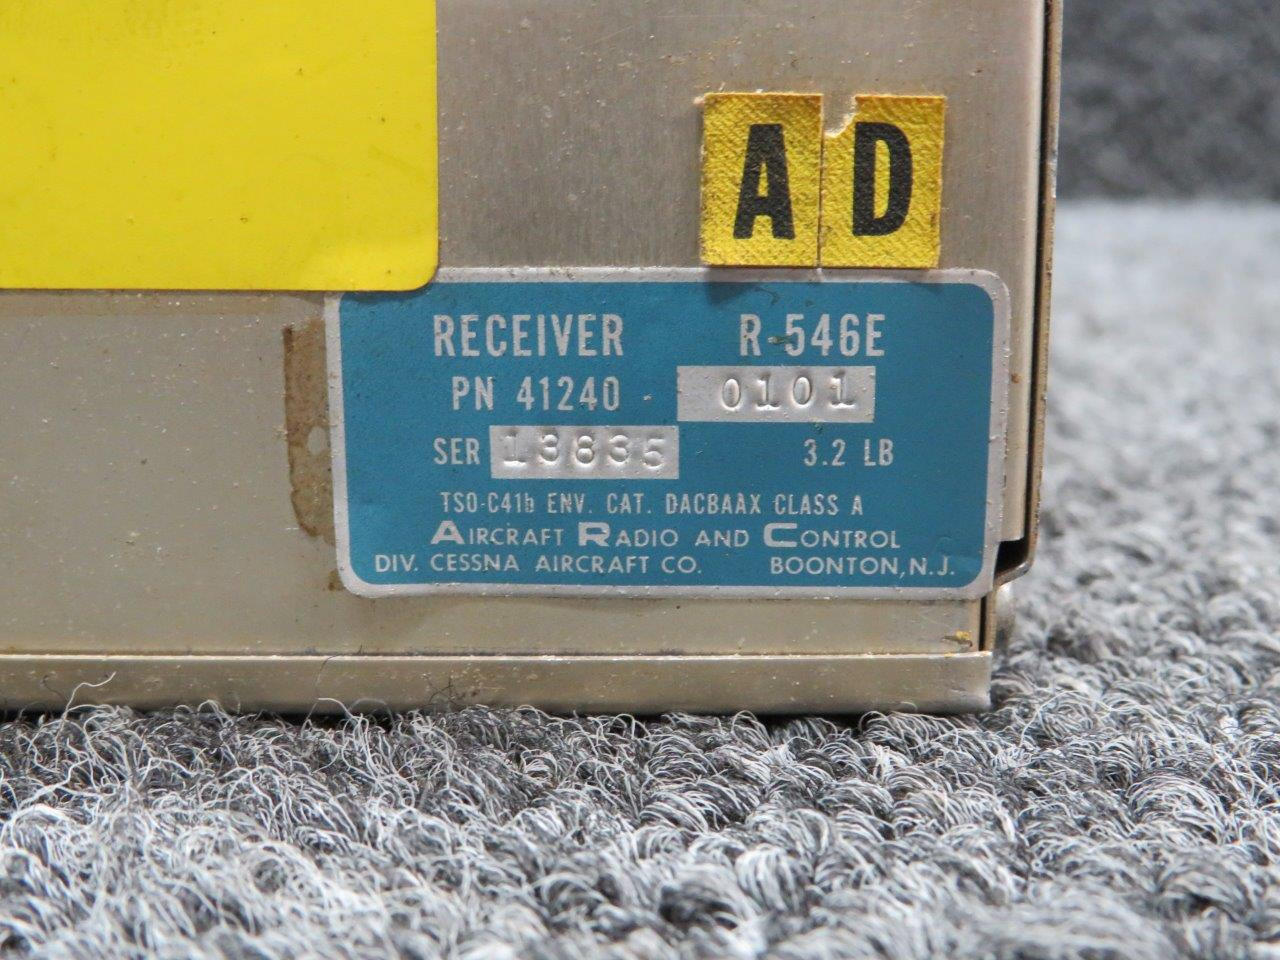 A D
RECEIVER R-546E
PN 41240 - 0101
SER 13835 3.2 LB
TSO-C41b ENV. CAT. DACBAAX CLASS A
AIRCRAFT RADIO AND CONTROL
DIV. CESSNA AIRCRAFT CO. BOONTON, N.J.